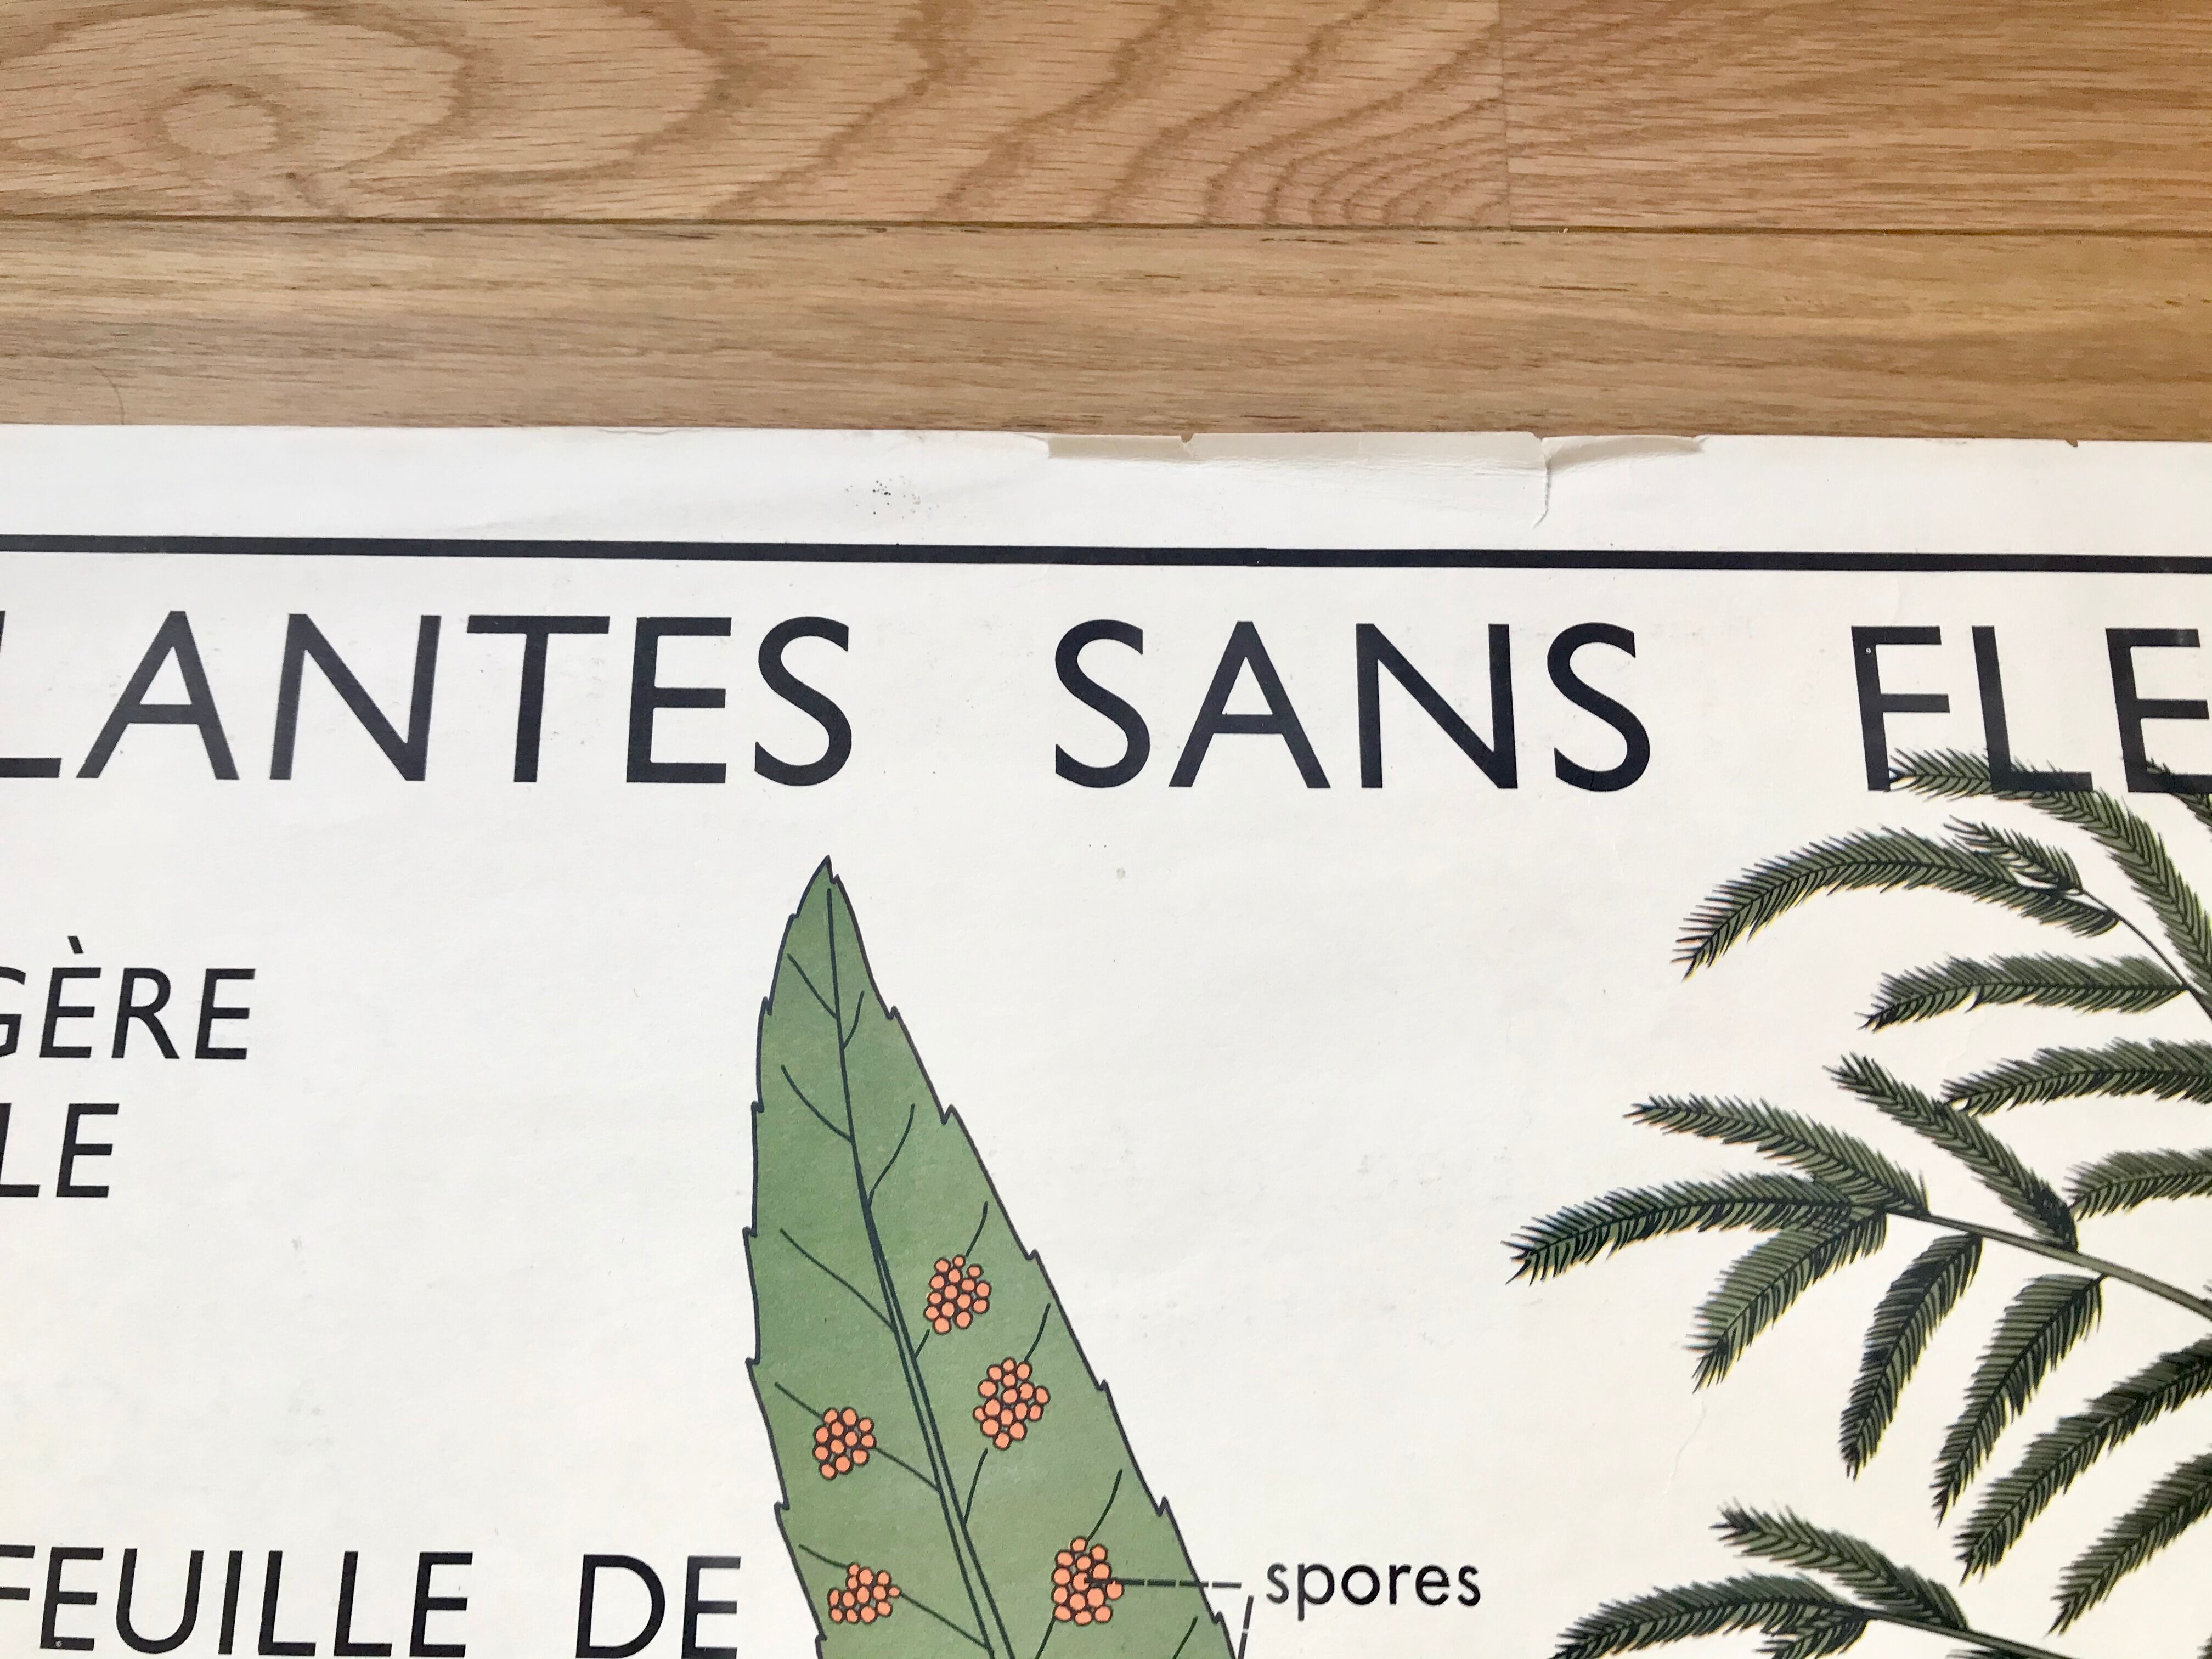 LANTES SANS FLE
GÈRE
LE
FEUILLE DE
spores